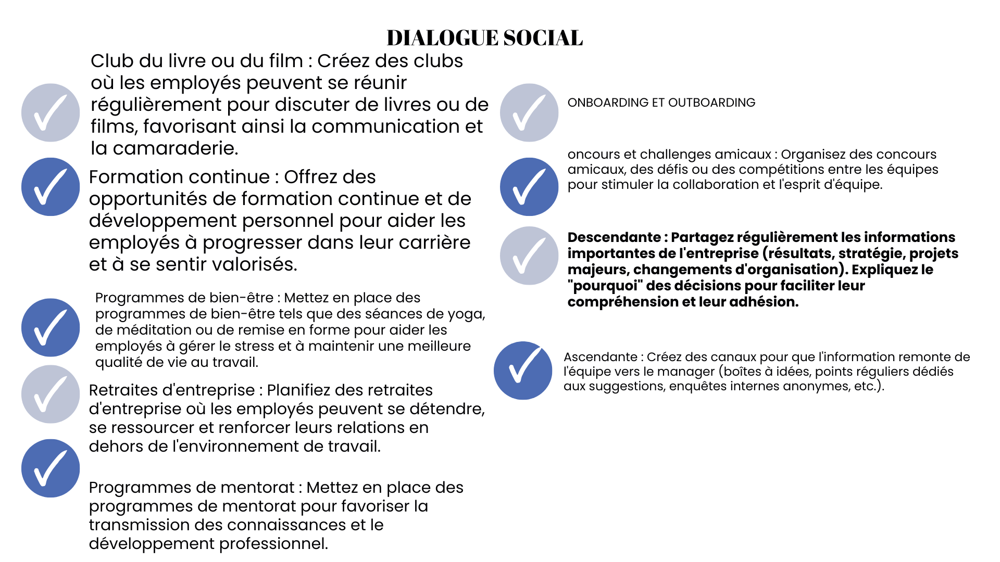 DIALOGUE SOCIAL
Club du livre ou du film : Créez des clubs
où les employés peuvent se réunir
régulièrement pour discuter de livres ou de
films, favorisant ainsi la communication et
la camaraderie.
Formation continue : Offrez des
opportunités de formation continue et de
développement personnel pour aider les
employés à progresser dans leur carrière
et à se sentir valorisés.
Programmes de bien-être : Mettez en place des
programmes de bien-être tels que des séances de yoga,
de méditation ou de remise en forme pour aider les
employés à gérer le stress et à maintenir une meilleure
qualité de vie au travail.
Retraites d'entreprise : Planifiez des retraites
d'entreprise où les employés peuvent se détendre,
se ressourcer et renforcer leurs relations en
dehors de l'environnement de travail.
Programmes de mentorat : Mettez en place des
programmes de mentorat pour favoriser la
transmission des connaissances et le
développement professionnel.
ONBOARDING ET OUTBOARDING
oncours et challenges amicaux : Organisez des concours
amicaux, des défis ou des compétitions entre les équipes
pour stimuler la collaboration et l'esprit d'équipe.
Descendante : Partagez régulièrement les informations
importantes de l'entreprise (résultats, stratégie, projets
majeurs, changements d'organisation). Expliquez le
"pourquoi" des décisions pour faciliter leur
compréhension et leur adhésion.
Ascendante : Créez des canaux pour que l'information remonte de
l'équipe vers le manager (boîtes à idées, points réguliers dédiés
aux suggestions, enquêtes internes anonymes, etc.).